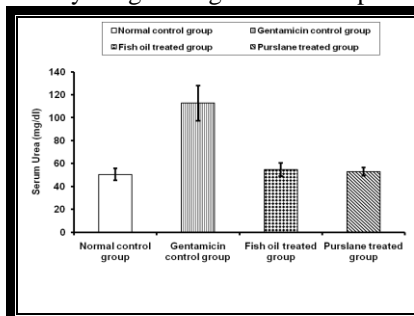 □Normal control group ▥Gentamicin control group
▦Fish oil treated group ▧Purslane treated group
Serum Urea (mg/dl)
140
120
100
80
60
40
20
0
Normal control group
Gentamicin control group
Fish oil treated group
Purslane treated group